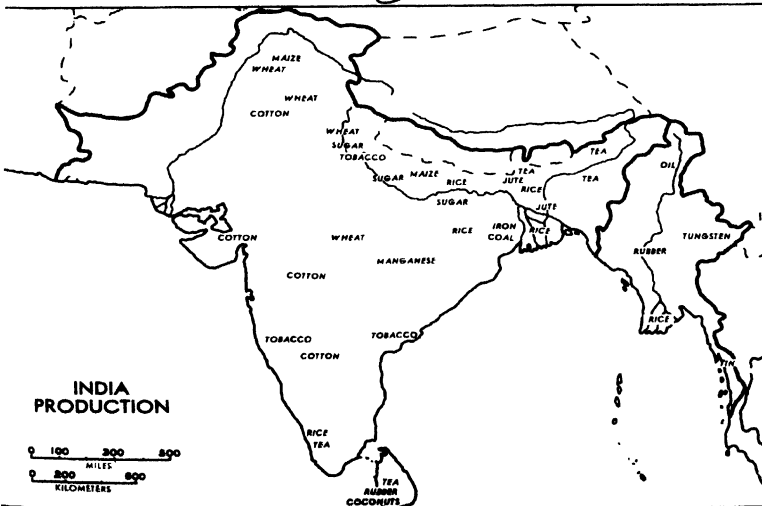 MAIZE
WHEAT
WHEAT
COTTON
WHEAT
SUGAR
TOBACCO
SUGAR
MAIZE
RICE
SUGAR
TEA
JUTE
RICE
TEA
TEA
JUTE
OIL
COTTON
WHEAT
RICE
IRON
COAL
RICE
MANGANESE
COTTON
RUBBER
TUNGSTEN
RICE
TIN
TOBACCO
COTTON
TOBACCO
RICE
TEA
TEA
RUBBER
COCONUTS
INDIA
PRODUCTION
0 100 300 500
MILES
0 200 600
KILOMETERS